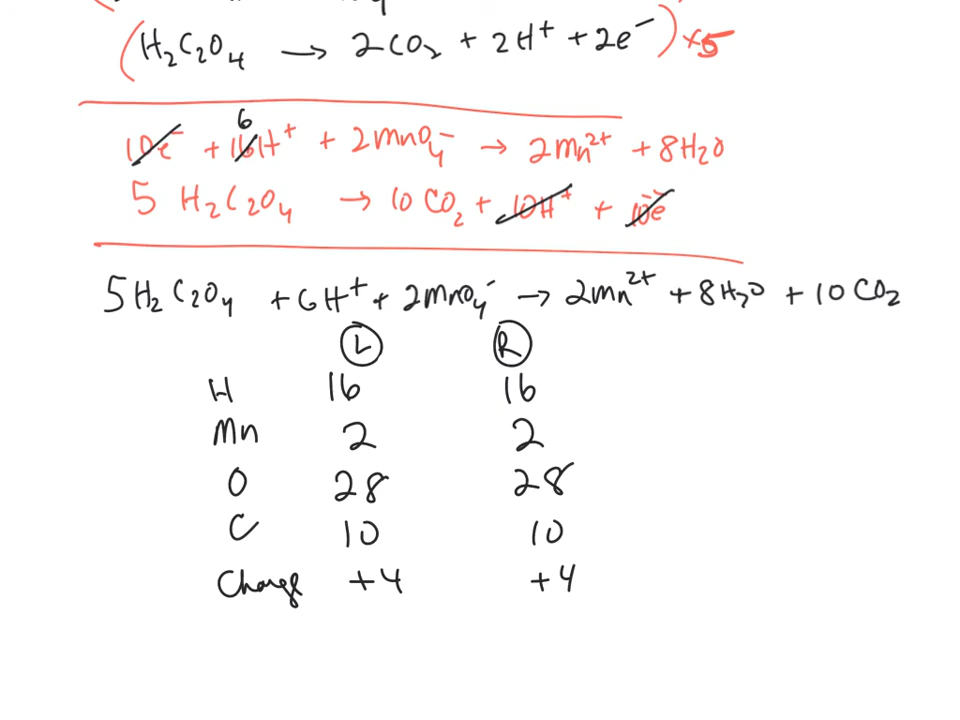 (H₂C₂O₄ → 2CO₂ + 2H⁺ + 2e⁻) ×5
10e⁻ + 16H⁺ + 2MnO₄⁻ → 2Mn²⁺ + 8H₂O
6
5 H₂C₂O₄ → 10 CO₂ + 10H⁺ + 10e⁻
5H₂C₂O₄ + 6H⁺ + 2MnO₄⁻ → 2Mn²⁺ + 8H₂O + 10CO₂
L R
H 16 16
Mn 2 2
O 28 28
C 10 10
Charge +4 +4